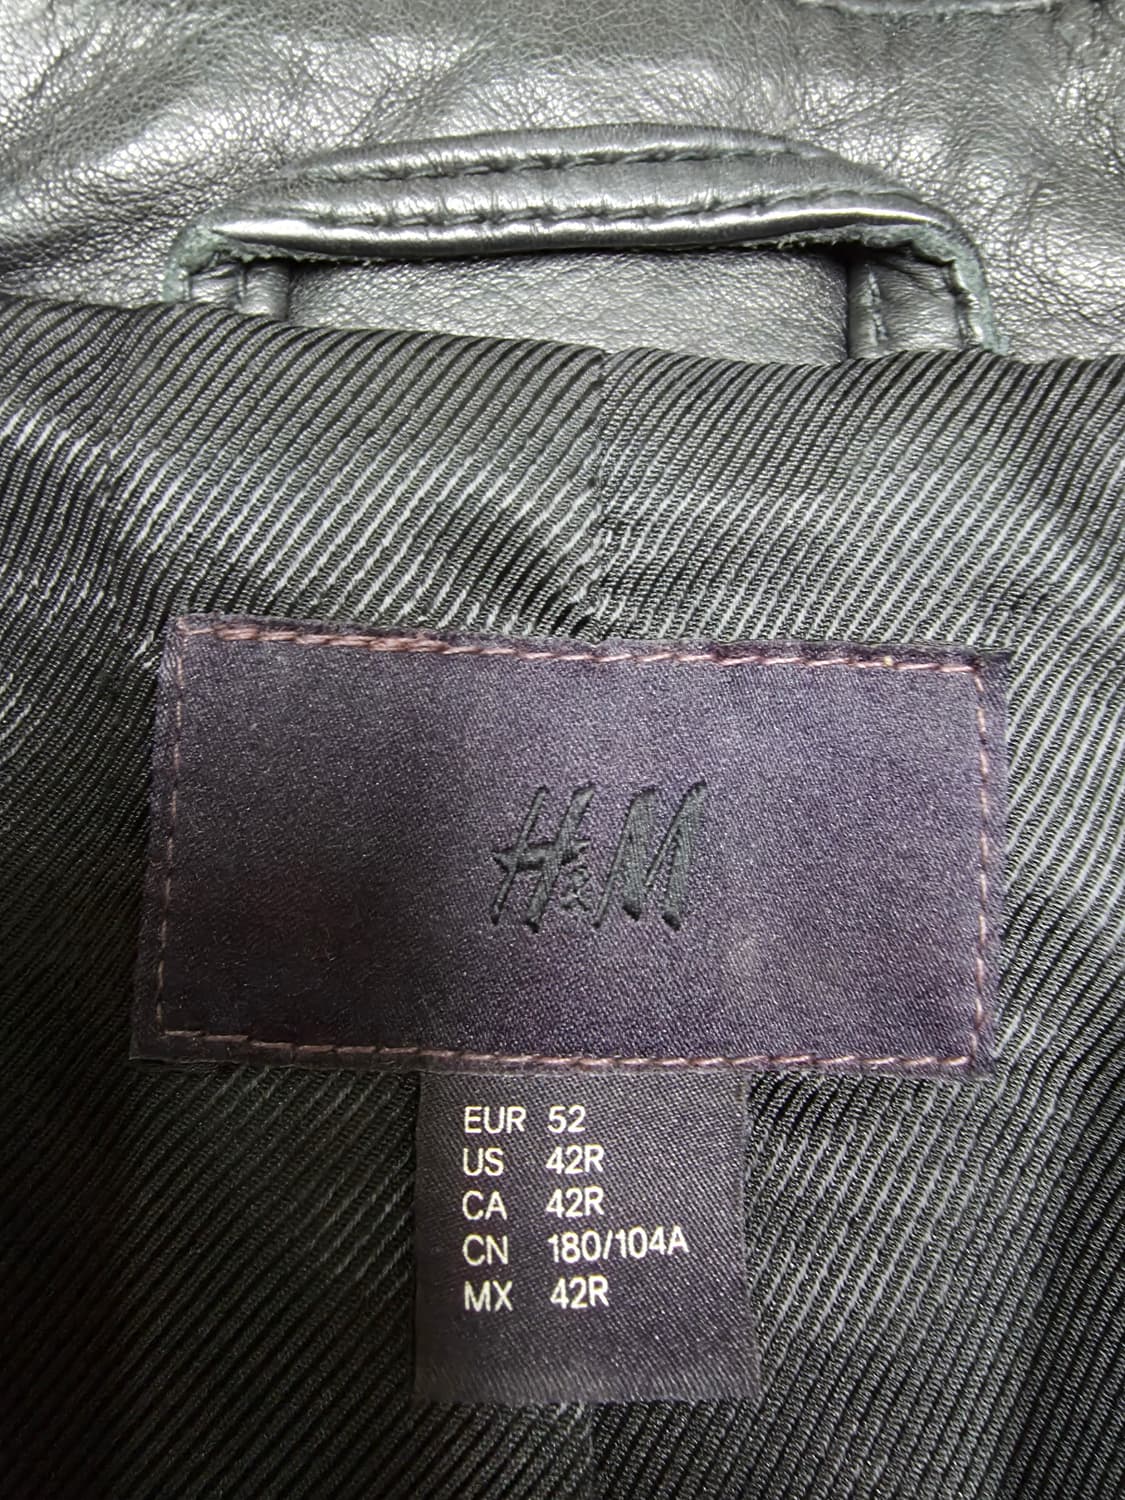 H&M
EUR 52
US 42R
CA 42R
CN 180/104A
MX 42R